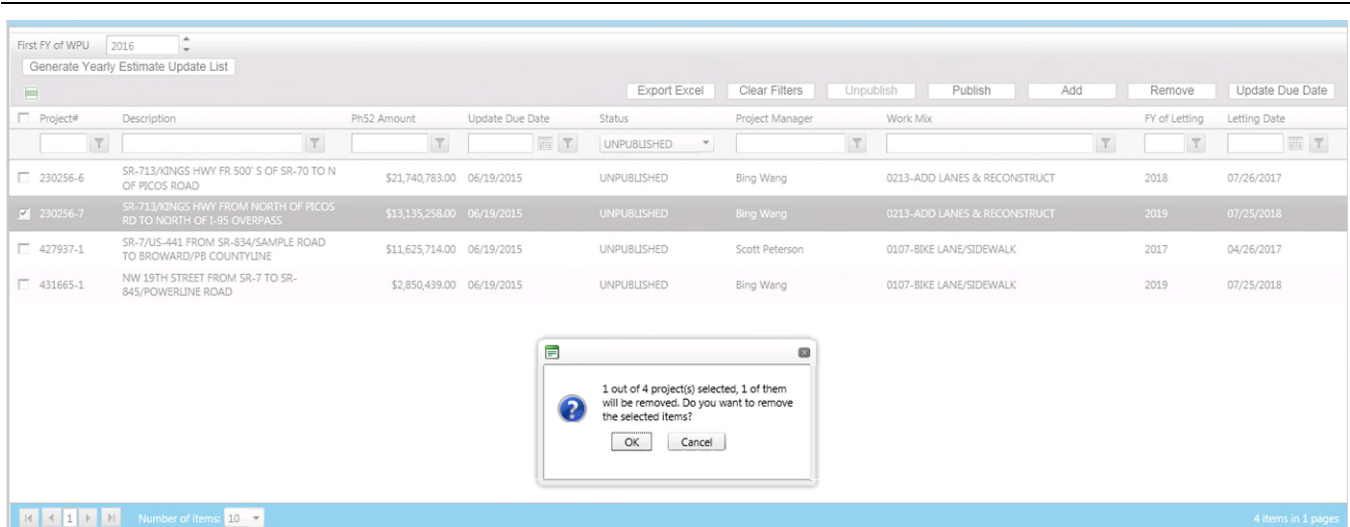 First FY of WPU 2016
Generate Yearly Estimate Update List
Export Excel Clear Filters Unpublish Publish Add Remove Update Due Date
Project# Description Ph52 Amount Update Due Date Status Project Manager Work Mix FY of Letting Letting Date
UNPUBLISHED
230256-6 SR-713/KINGS HWY FR 500' S OF SR-70 TO N OF PICOS ROAD $21,740,783.00 06/19/2015 UNPUBLISHED Bing Wang 0213-ADD LANES & RECONSTRUCT 2018 07/26/2017
230256-7 SR-713/KINGS HWY FROM NORTH OF PICOS RD TO NORTH OF I-95 OVERPASS $13,135,258.00 06/19/2015 UNPUBLISHED Bing Wang 0213-ADD LANES & RECONSTRUCT 2019 07/25/2018
427937-1 SR-7/US-441 FROM SR-834/SAMPLE ROAD TO BROWARD/PB COUNTYLINE $11,625,714.00 06/19/2015 UNPUBLISHED Scott Peterson 0107-BIKE LANE/SIDEWALK 2017 04/26/2017
431665-1 NW 19TH STREET FROM SR-7 TO SR-845/POWERLINE ROAD $2,850,439.00 06/19/2015 UNPUBLISHED Bing Wang 0107-BIKE LANE/SIDEWALK 2019 07/25/2018
1 out of 4 project(s) selected, 1 of them
will be removed. Do you want to remove
the selected items?
OK Cancel
1 Number of items: 10 4 items in 1 pages